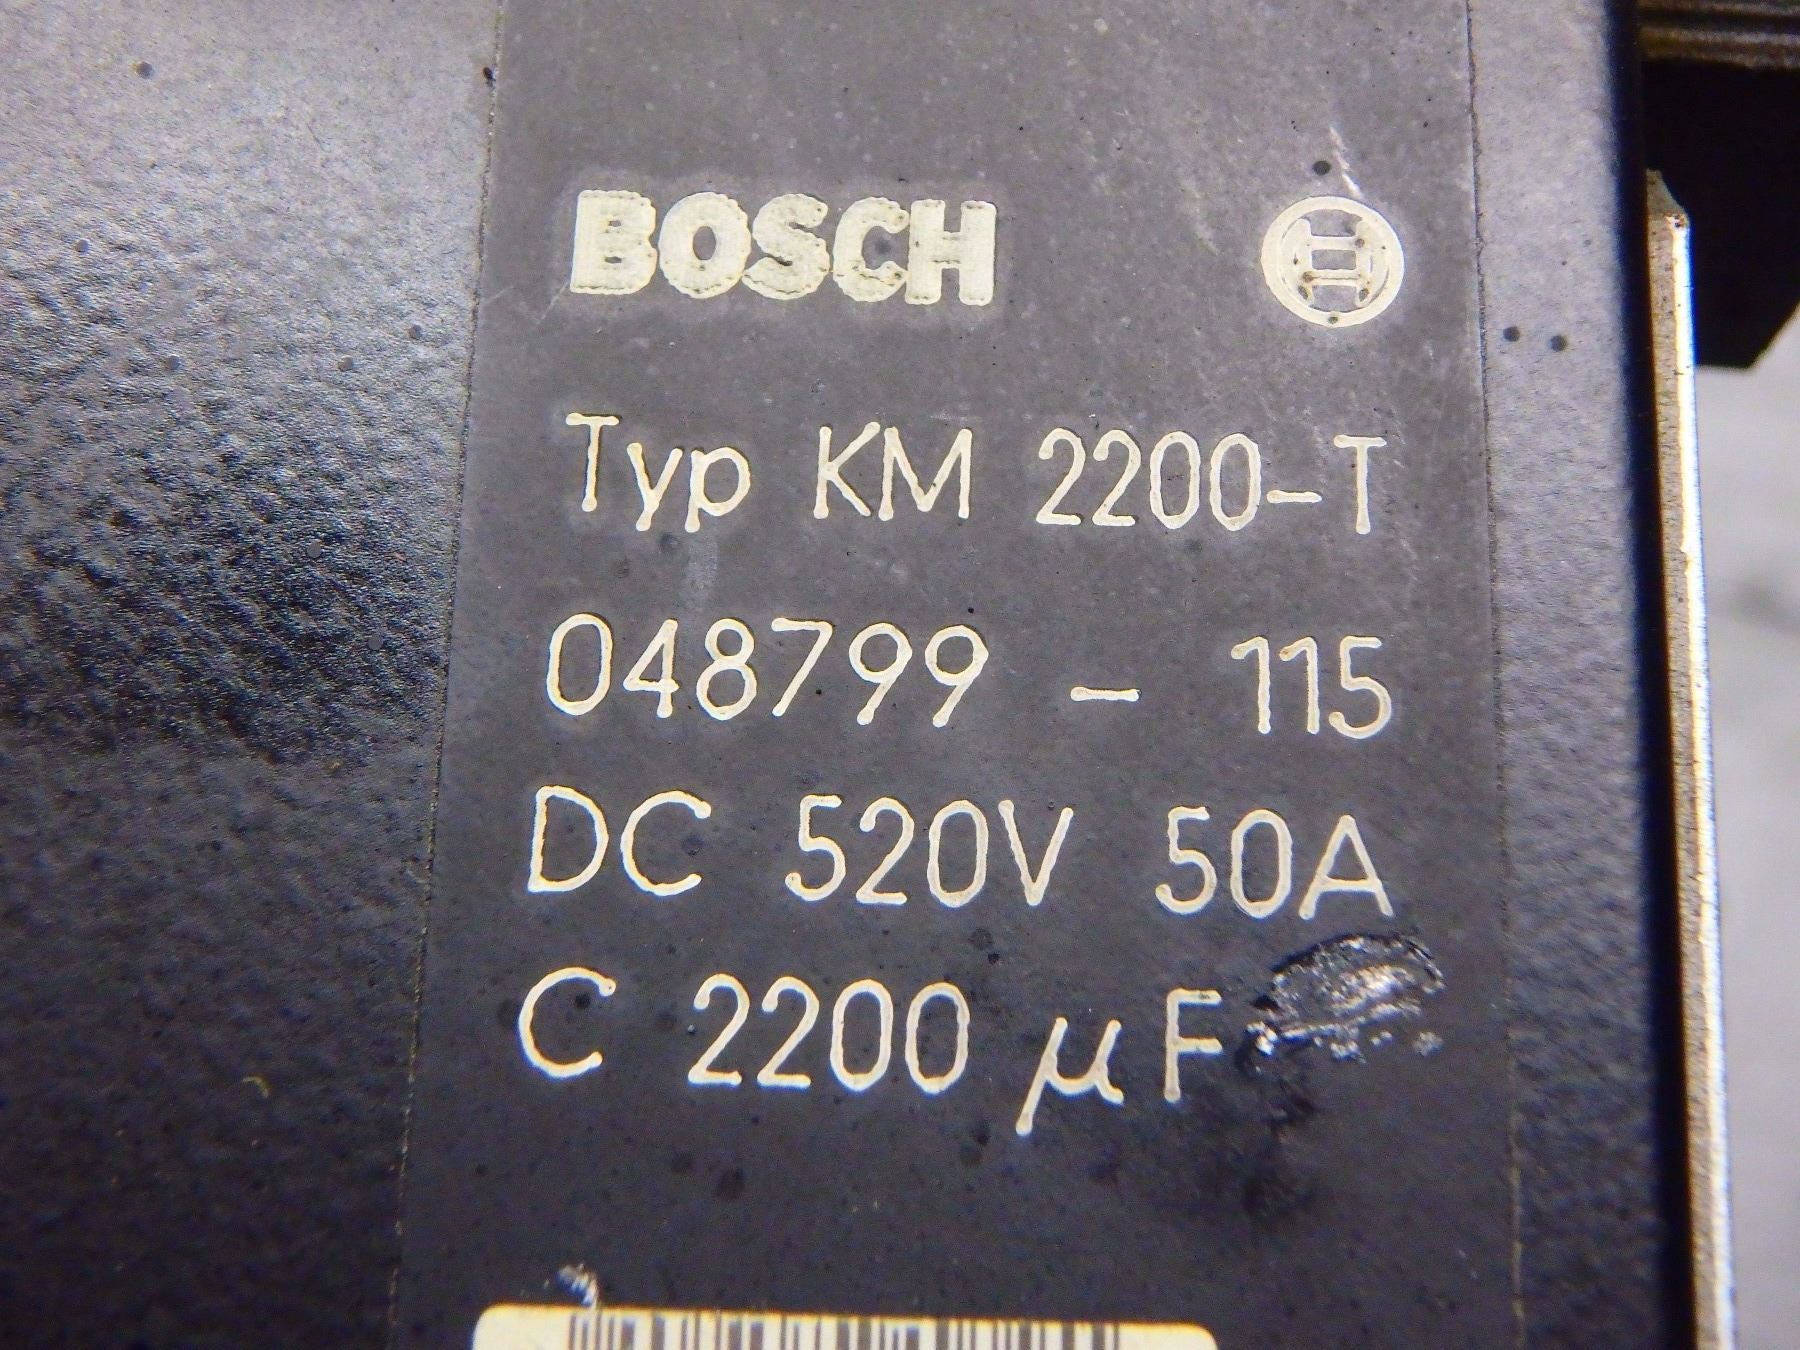 BOSCH
Typ KM 2200-T
048799 - 115
DC 520V 50A
C 2200 µF